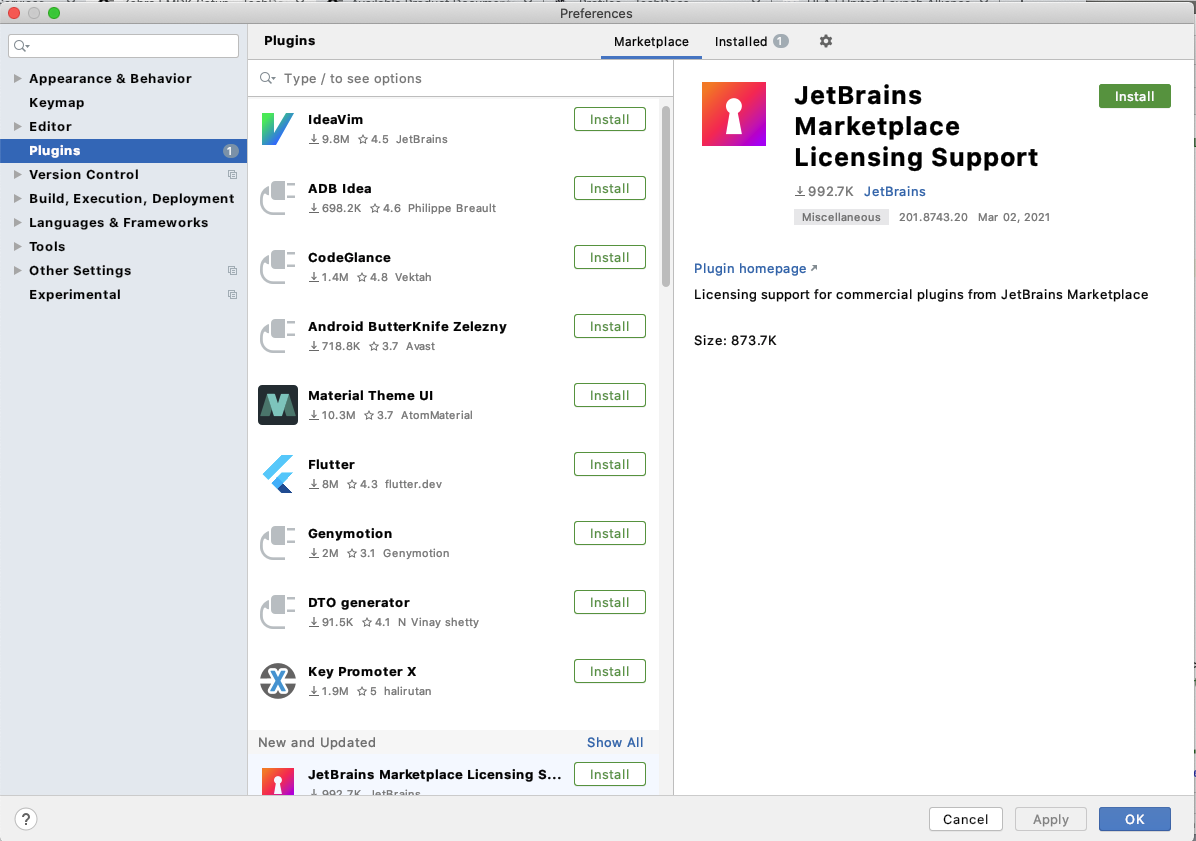 Preferences
Plugins
Marketplace
Installed 1
Appearance & Behavior
Keymap
Editor
Plugins 1
Version Control
Build, Execution, Deployment
Languages & Frameworks
Tools
Other Settings
Experimental
Type / to see options
IdeaVim
9.8M 4.5 JetBrains
Install
ADB Idea
698.2K 4.6 Philippe Breault
Install
CodeGlance
1.4M 4.8 Vektah
Install
Android ButterKnife Zelezny
718.8K 3.7 Avast
Install
Material Theme UI
10.3M 3.7 AtomMaterial
Install
Flutter
8M 4.3 flutter.dev
Install
Genymotion
2M 3.1 Genymotion
Install
DTO generator
91.5K 4.1 N Vinay shetty
Install
Key Promoter X
1.9M 5 halirutan
Install
New and Updated
Show All
JetBrains Marketplace Licensing S...
992.7K JetBrains
Install
JetBrains
Marketplace
Licensing Support
Install
992.7K JetBrains
Miscellaneous 201.8743.20 Mar 02, 2021
Plugin homepage ↗
Licensing support for commercial plugins from JetBrains Marketplace
Size: 873.7K
?
Cancel
Apply
OK